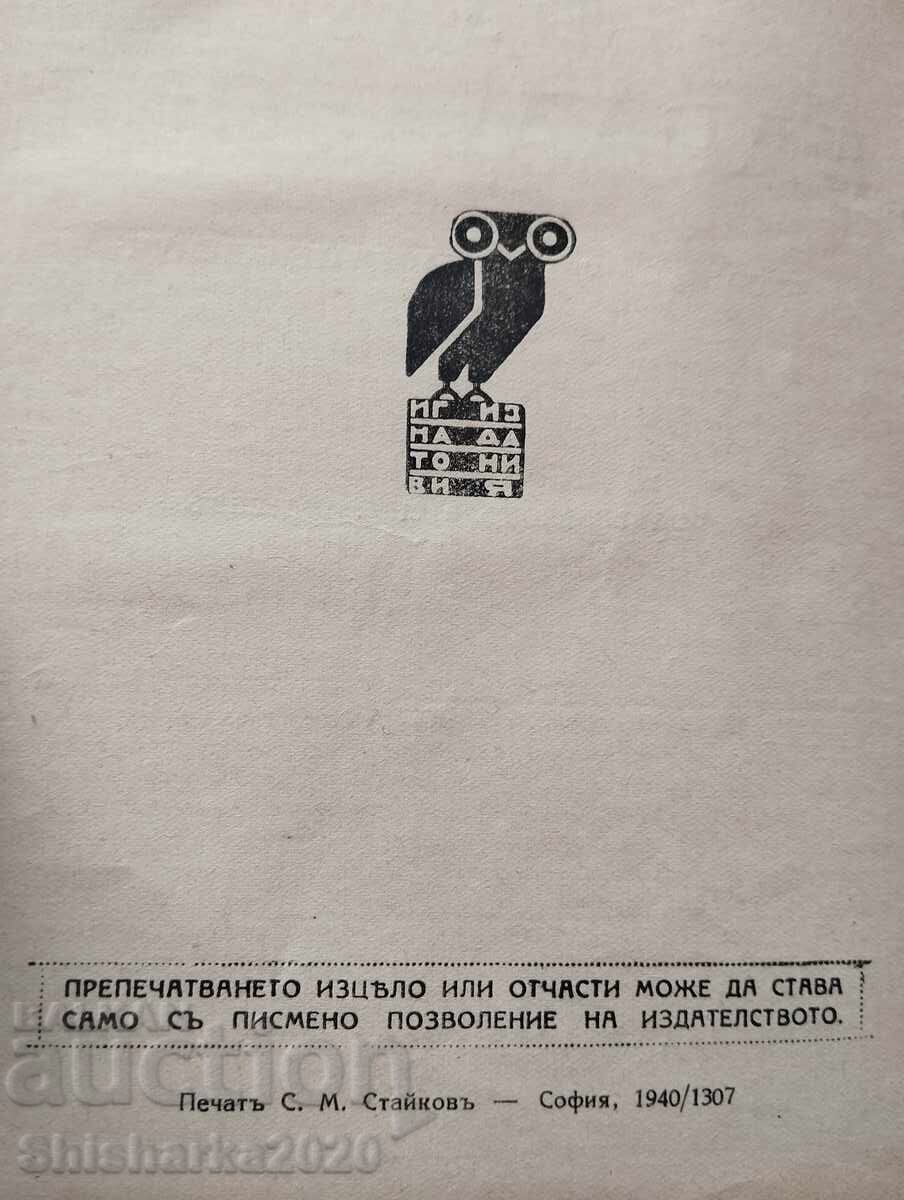 ИГ ИЗ
НА ДА
ТО НИ
ВИ Я
ПРЕПЕЧАТВАНЕТО ИЗЦѢЛО ИЛИ ОТЧАСТИ МОЖЕ ДА СТАВА
САМО СЪ ПИСМЕНО ПОЗВОЛЕНИЕ НА ИЗДАТЕЛСТВОТО.
auction
Печатъ С. М. Стайковъ — София, 1940/1307
Shisharka2020